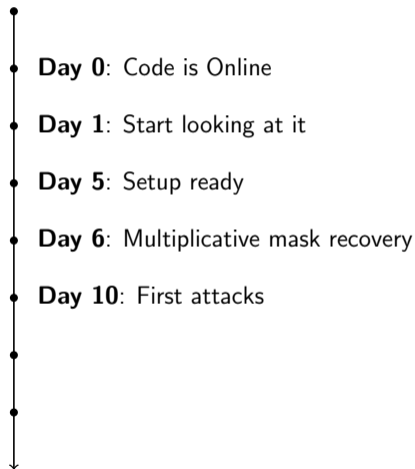 Day 0: Code is Online
Day 1: Start looking at it
Day 5: Setup ready
Day 6: Multiplicative mask recovery
Day 10: First attacks